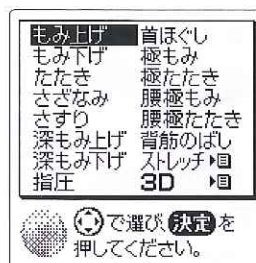 もみ上げ 首ほぐし
もみ下げ 極もみ
たたき 極たたき
さざなみ 腰極もみ
さすり 腰極たたき
深もみ上げ 背筋のばし
深もみ下げ ストレッチ
指圧 3D
で選び、決定を
押してください。